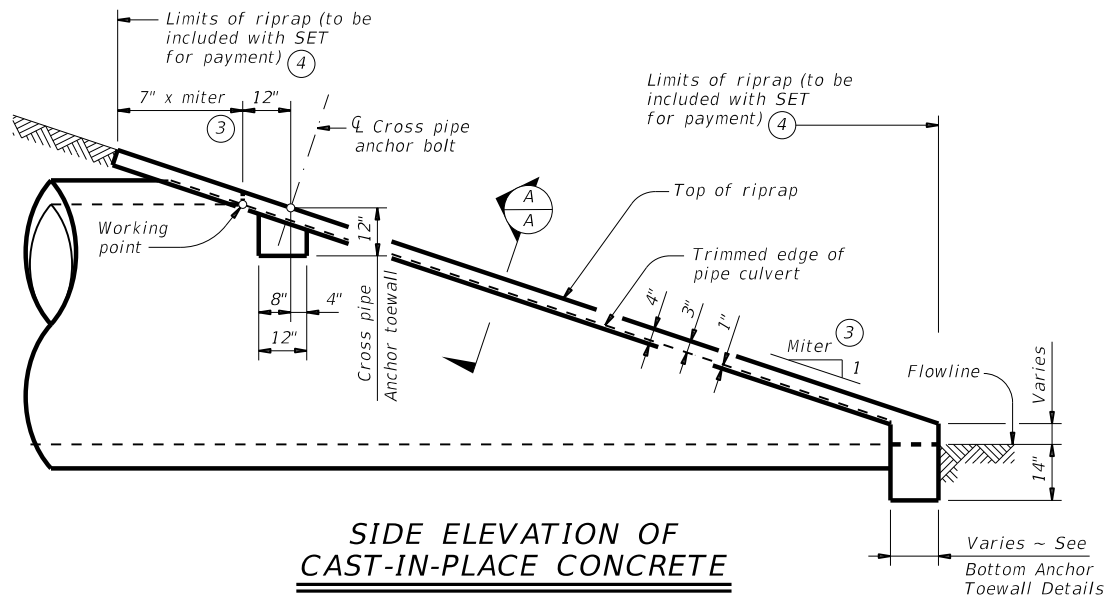 Limits of riprap (to be
included with SET
for payment) 4
7" x miter
12"
3
℄ Cross pipe
anchor bolt
Limits of riprap (to be
included with SET
for payment) 4
A
A
Top of riprap
Working
point
12"
Trimmed edge of
pipe culvert
8"
4"
12"
Cross pipe
Anchor toewall
4"
3"
1"
Miter 3
1
Flowline
Varies
14"
SIDE ELEVATION OF
CAST-IN-PLACE CONCRETE
Varies ~ See
Bottom Anchor
Toewall Details